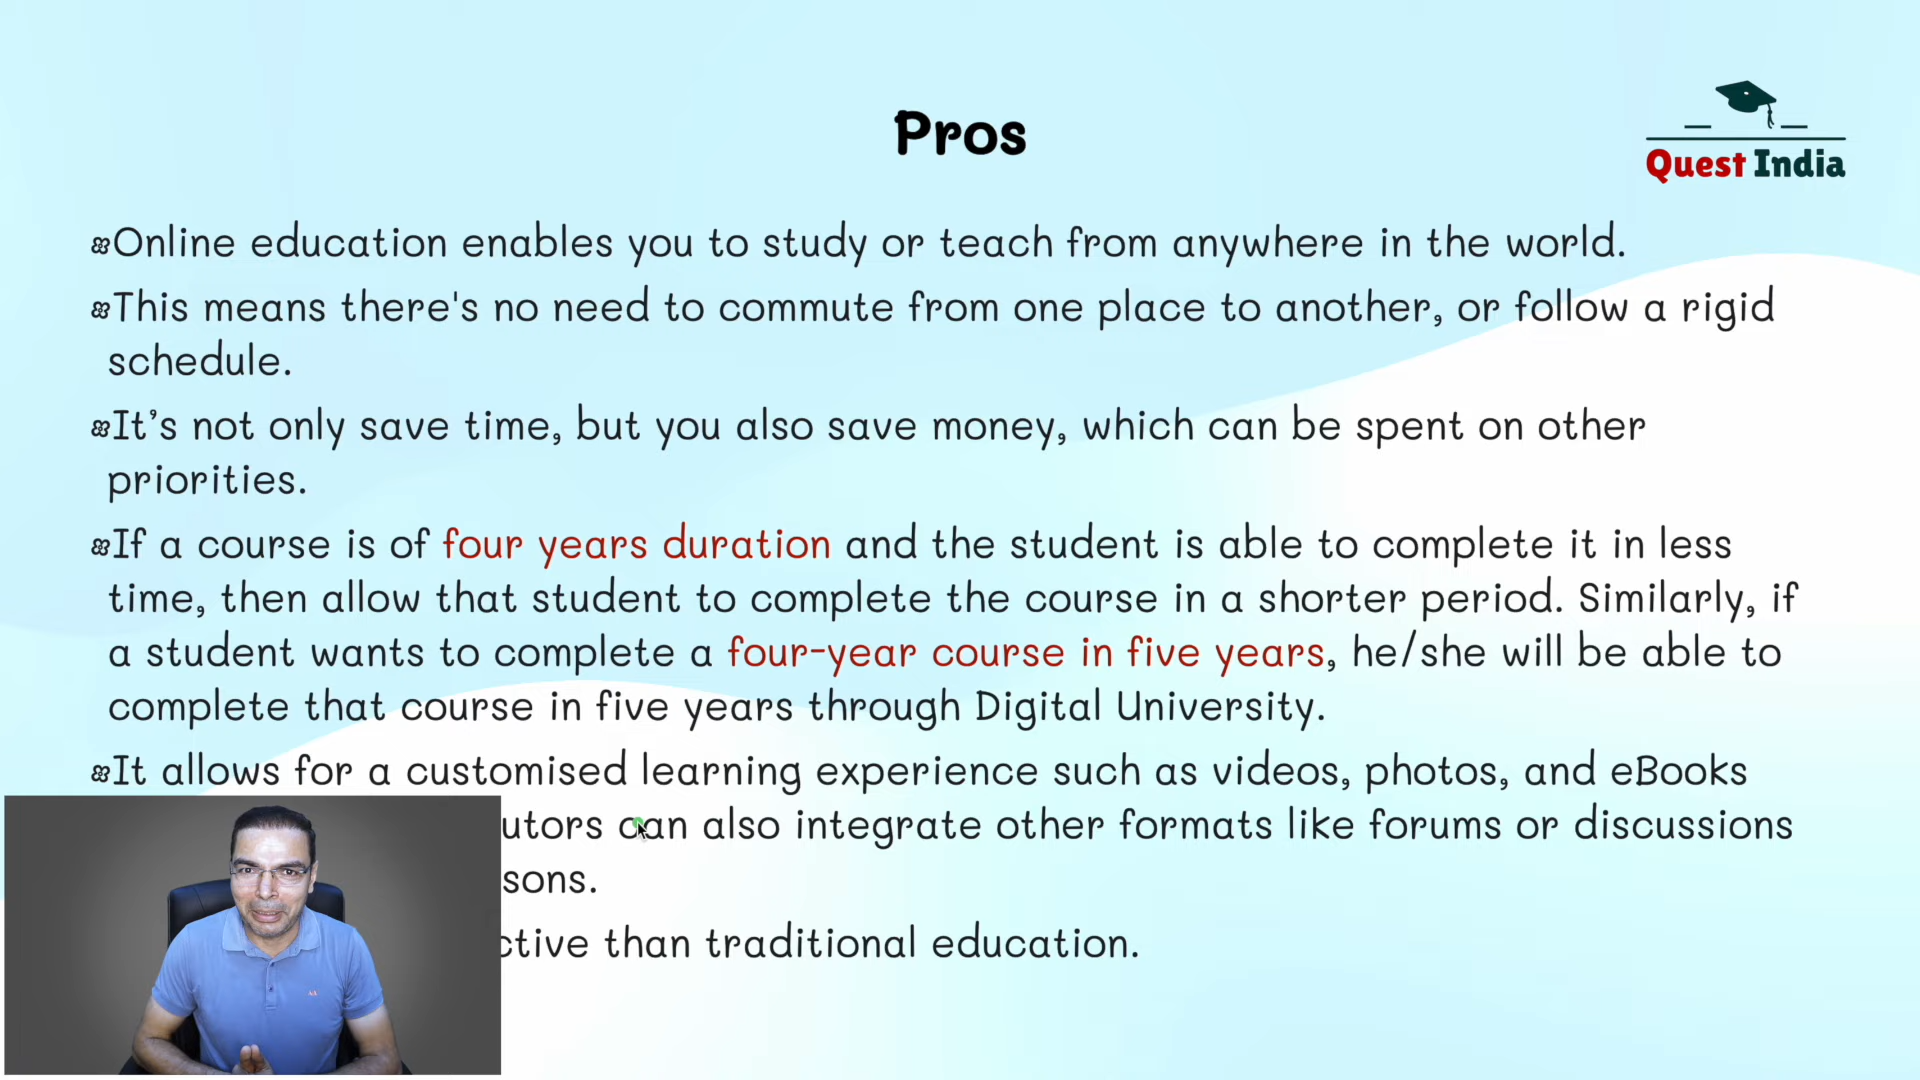 Pros
Quest India
Online education enables you to study or teach from anywhere in the world.
This means there's no need to commute from one place to another, or follow a rigid
schedule.
It’s not only save time, but you also save money, which can be spent on other
priorities.
If a course is of four years duration and the student is able to complete it in less
time, then allow that student to complete the course in a shorter period. Similarly, if
a student wants to complete a four-year course in five years, he/she will be able to
complete that course in five years through Digital University.
It allows for a customised learning experience such as videos, photos, and eBooks
can also integrate other formats like forums or discussions
than traditional education.